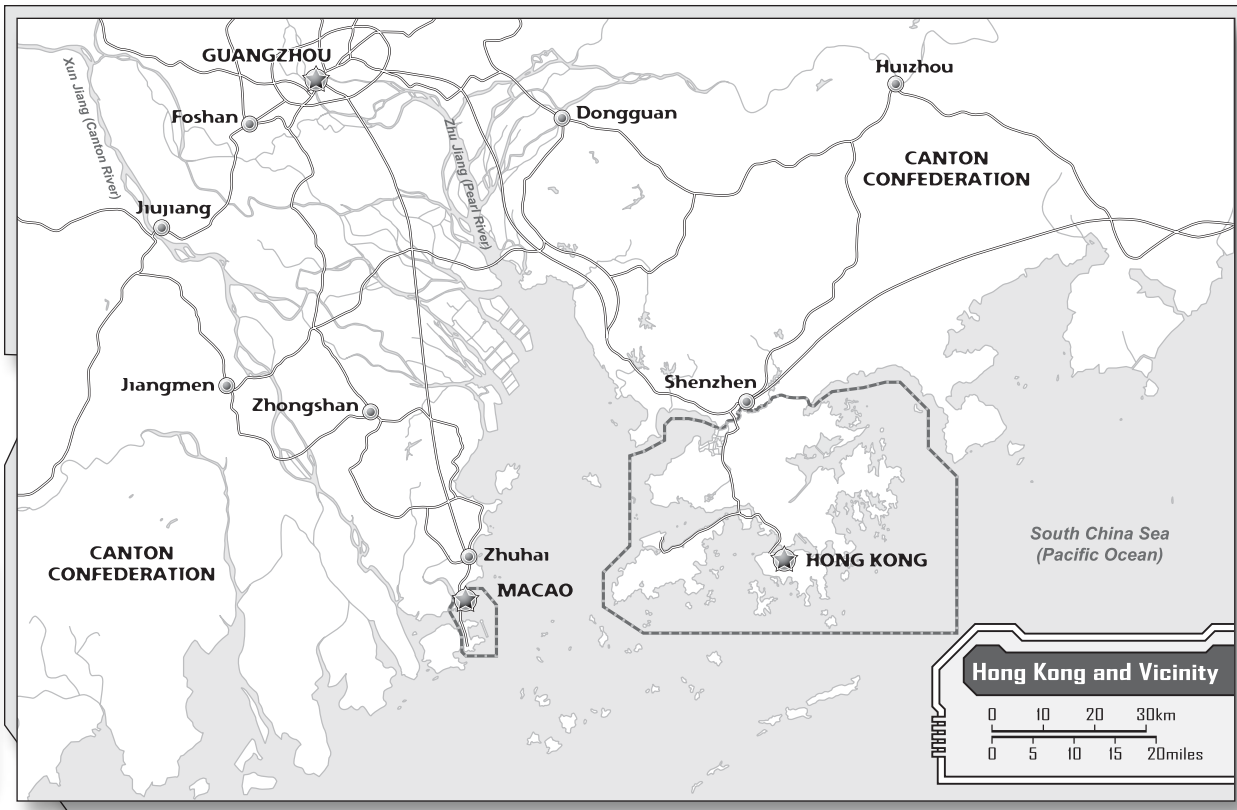 GUANGZHOU
Huizhou
Xun Jiang (Canton River)
Foshan
Zhu Jiang (Pearl River)
Dongguan
CANTON
CONFEDERATION
Jiujiang
Shenzhen
Jiangmen
Zhongshan
South China Sea
(Pacific Ocean)
CANTON
CONFEDERATION
Zhuhai
HONG KONG
MACAO
Hong Kong and Vicinity
0 10 20 30km
0 5 10 15 20miles